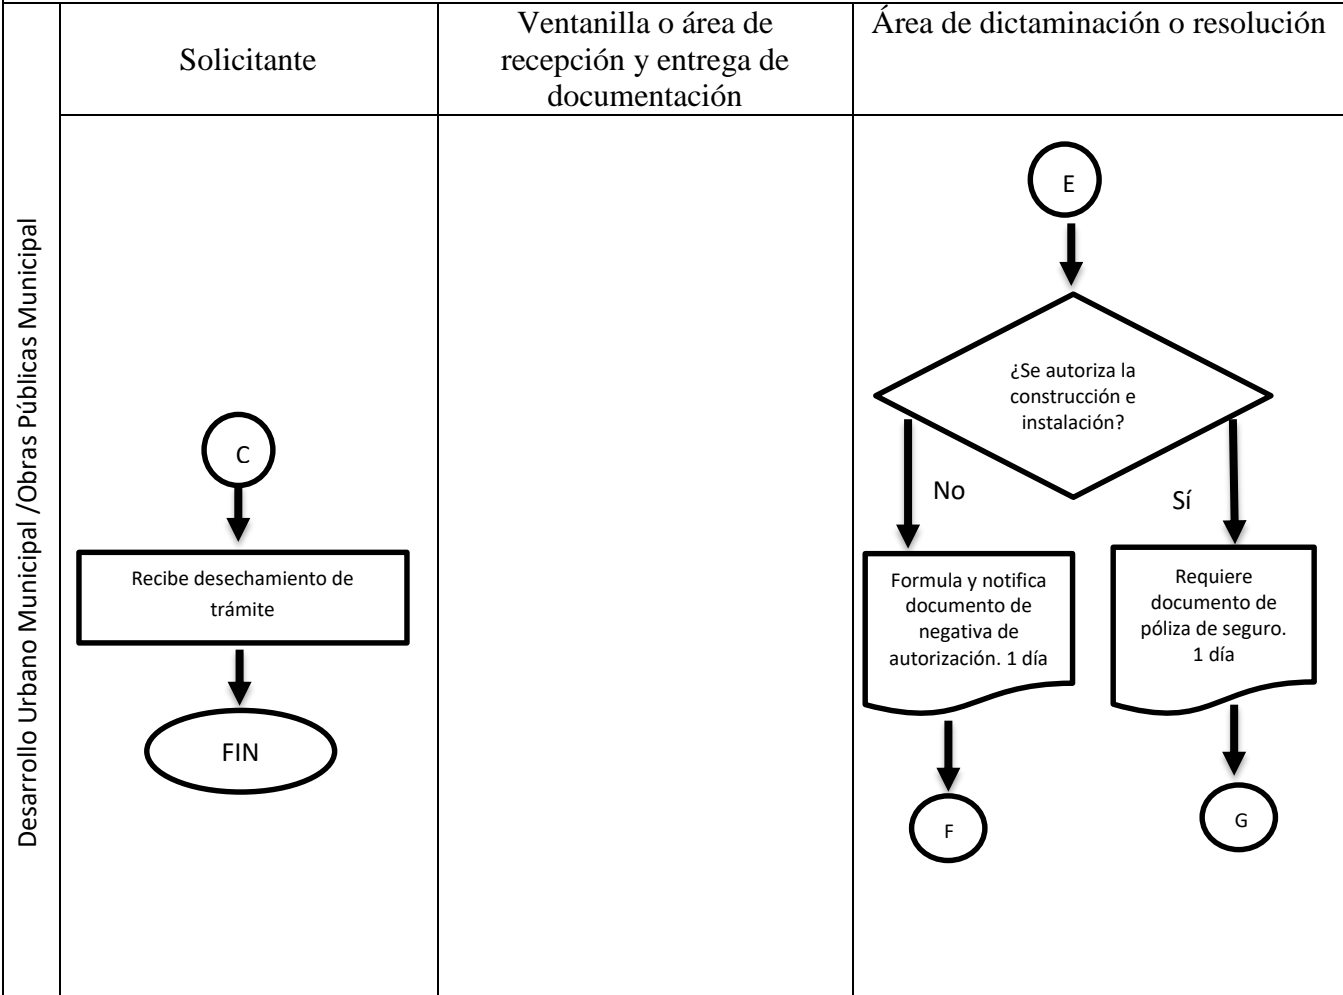 Solicitante
Ventanilla o área de
recepción y entrega de
documentación
Área de dictaminación o resolución
Desarrollo Urbano Municipal /Obras Públicas Municipal
C
Recibe desechamiento de
trámite
FIN
E
¿Se autoriza la
construcción e
instalación?
No
Sí
Formula y notifica
documento de
negativa de
autorización. 1 día
Requiere
documento de
póliza de seguro.
1 día
F
G